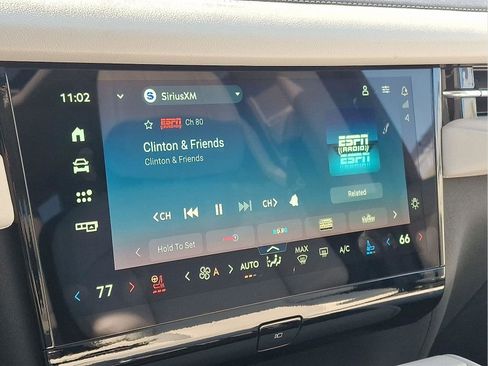 11:02
SiriusXM
ESPN Ch 80
Clinton & Friends
Clinton & Friends
ESPN
RADIO
ESPN
4
<CH
CH>
Related
Hold To Set
77
A
AUTO
MAX
A/C
66